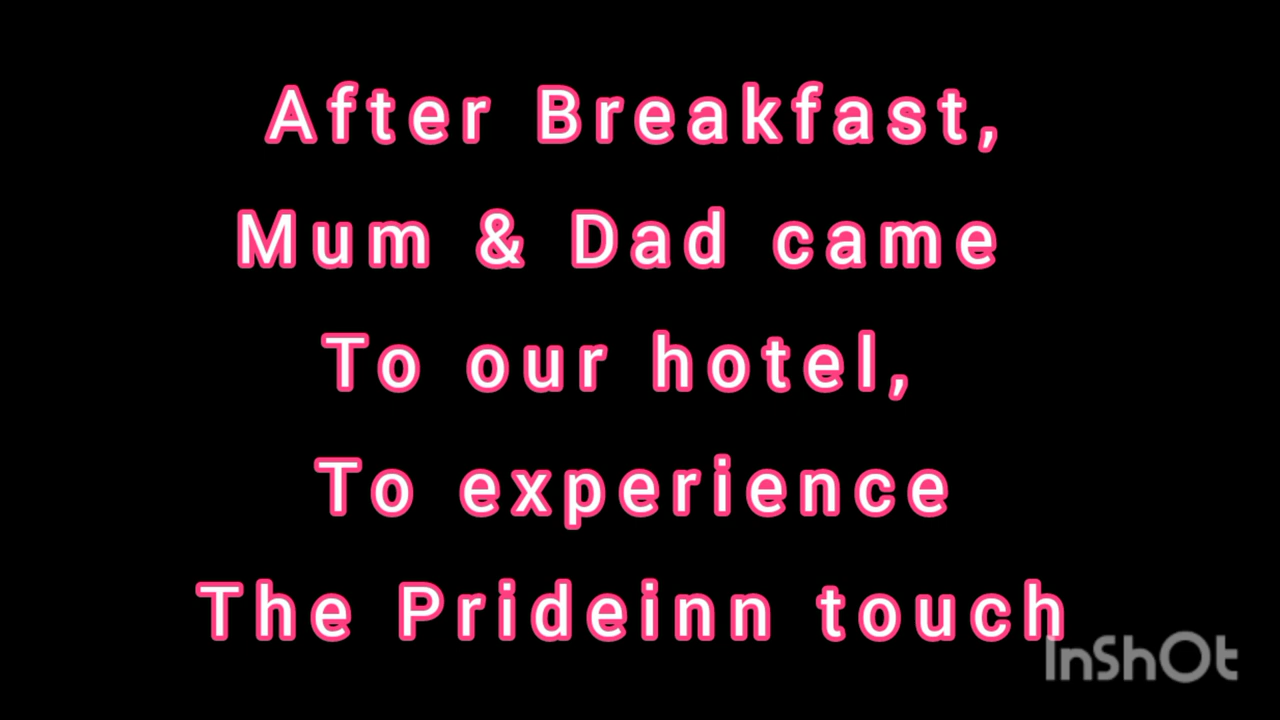 After Breakfast,
Mum & Dad came
To our hotel,
To experience
The Prideinn touch
InShOt